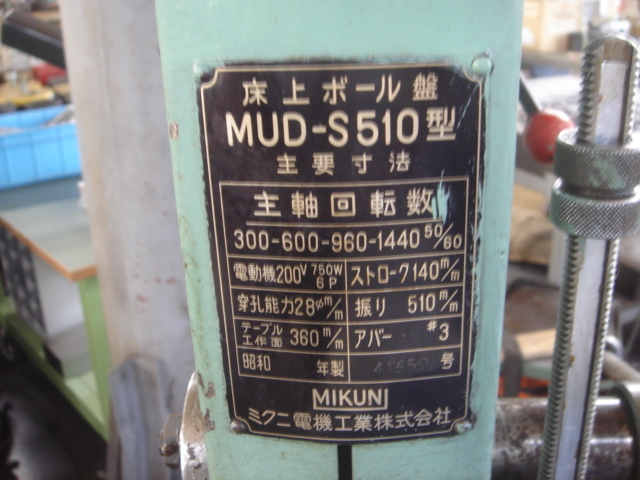 床上ボール盤
MUD-S510型
主要寸法
主軸回転数
300-600-960-1440 50/60
電動機200V 750W 6P ストローク140m/m
穿孔能力28φm/m 振り 510m/m
テーブル工作面 360m/m アバー #3
昭和 年製 号
MIKUNI
ミクニ電機工業株式会社